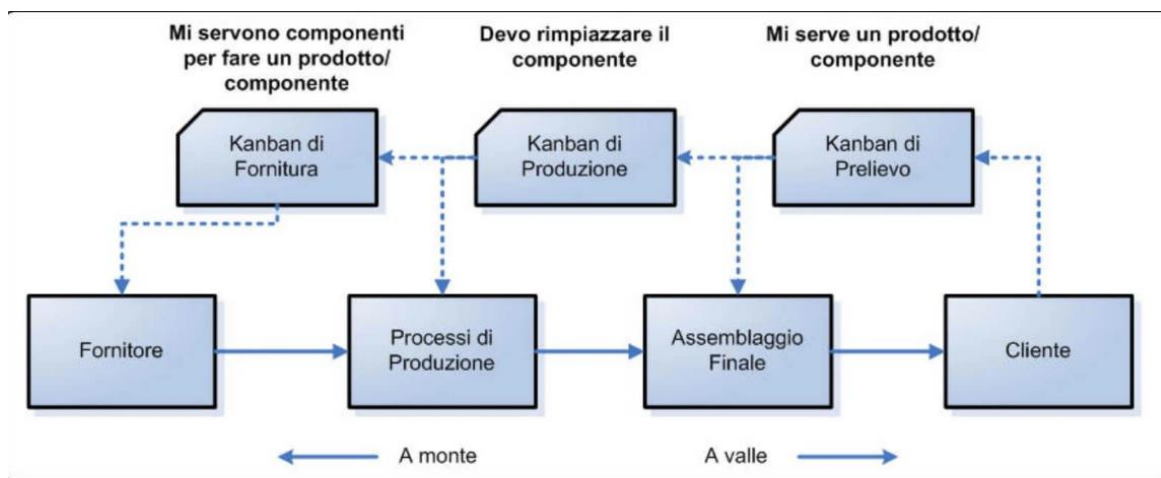 Mi servono componenti
per fare un prodotto/
componente
Devo rimpiazzare il
componente
Mi serve un prodotto/
componente
Kanban di
Fornitura
Kanban di
Produzione
Kanban di
Prelievo
Fornitore
Processi di
Produzione
Assemblaggio
Finale
Cliente
A monte
A valle